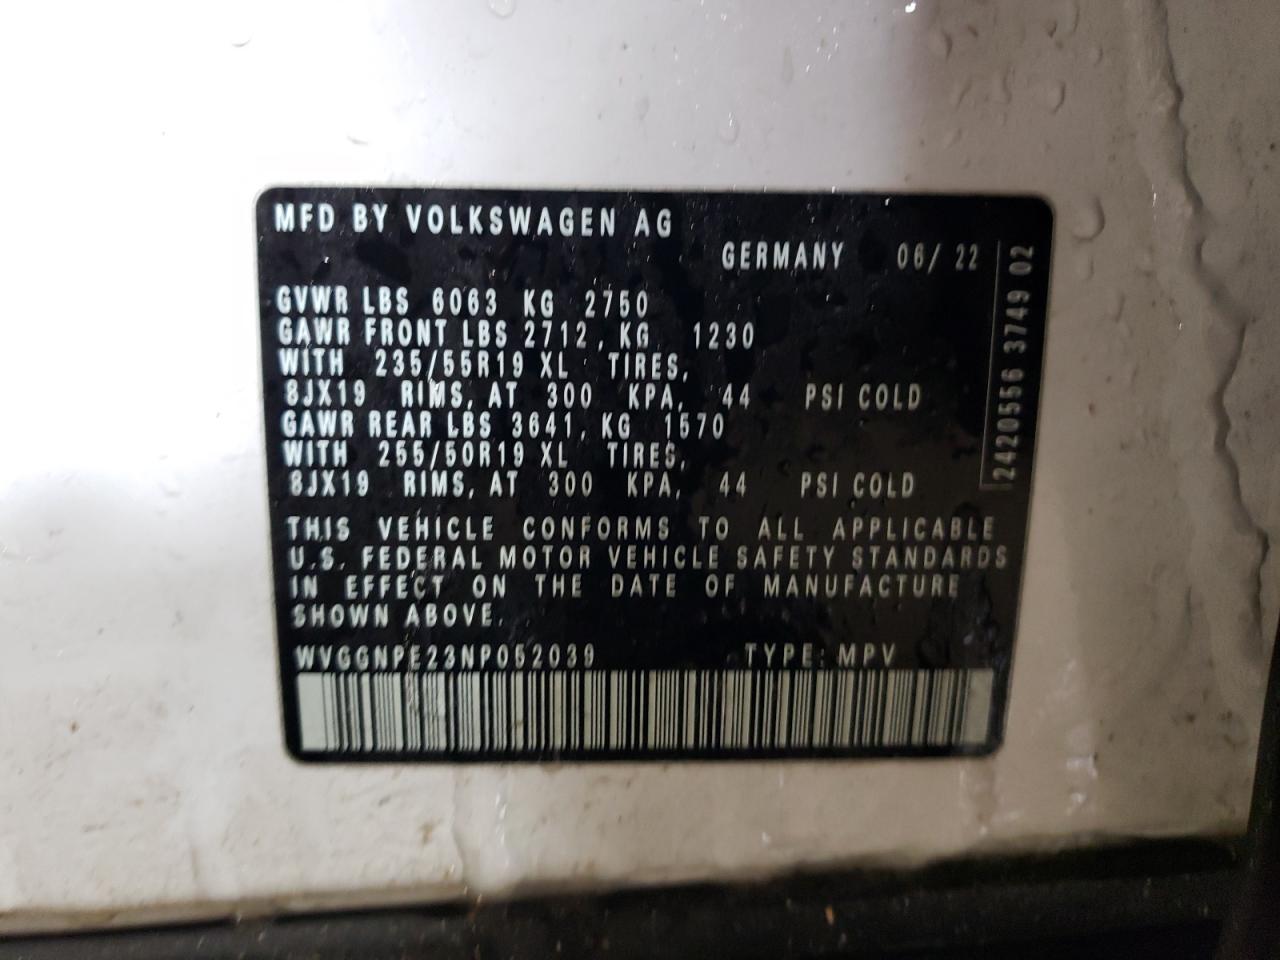 MFD BY VOLKSWAGEN AG
GERMANY 06/ 22
GVWR LBS 6063 KG 2750
GAWR FRONT LBS 2712, KG 1230
WITH 235/55R19 XL TIRES,
8JX19 RIMS, AT 300 KPA, 44 PSI COLD
GAWR REAR LBS 3641, KG 1570
WITH 255/50R19 XL TIRES,
8JX19 RIMS, AT 300 KPA, 44 PSI COLD
THIS VEHICLE CONFORMS TO ALL APPLICABLE
U.S. FEDERAL MOTOR VEHICLE SAFETY STANDARDS
IN EFFECT ON THE DATE OF MANUFACTURE
SHOWN ABOVE.
WVGGNPE23NP052039 TYPE: MPV
2420556 3749 02